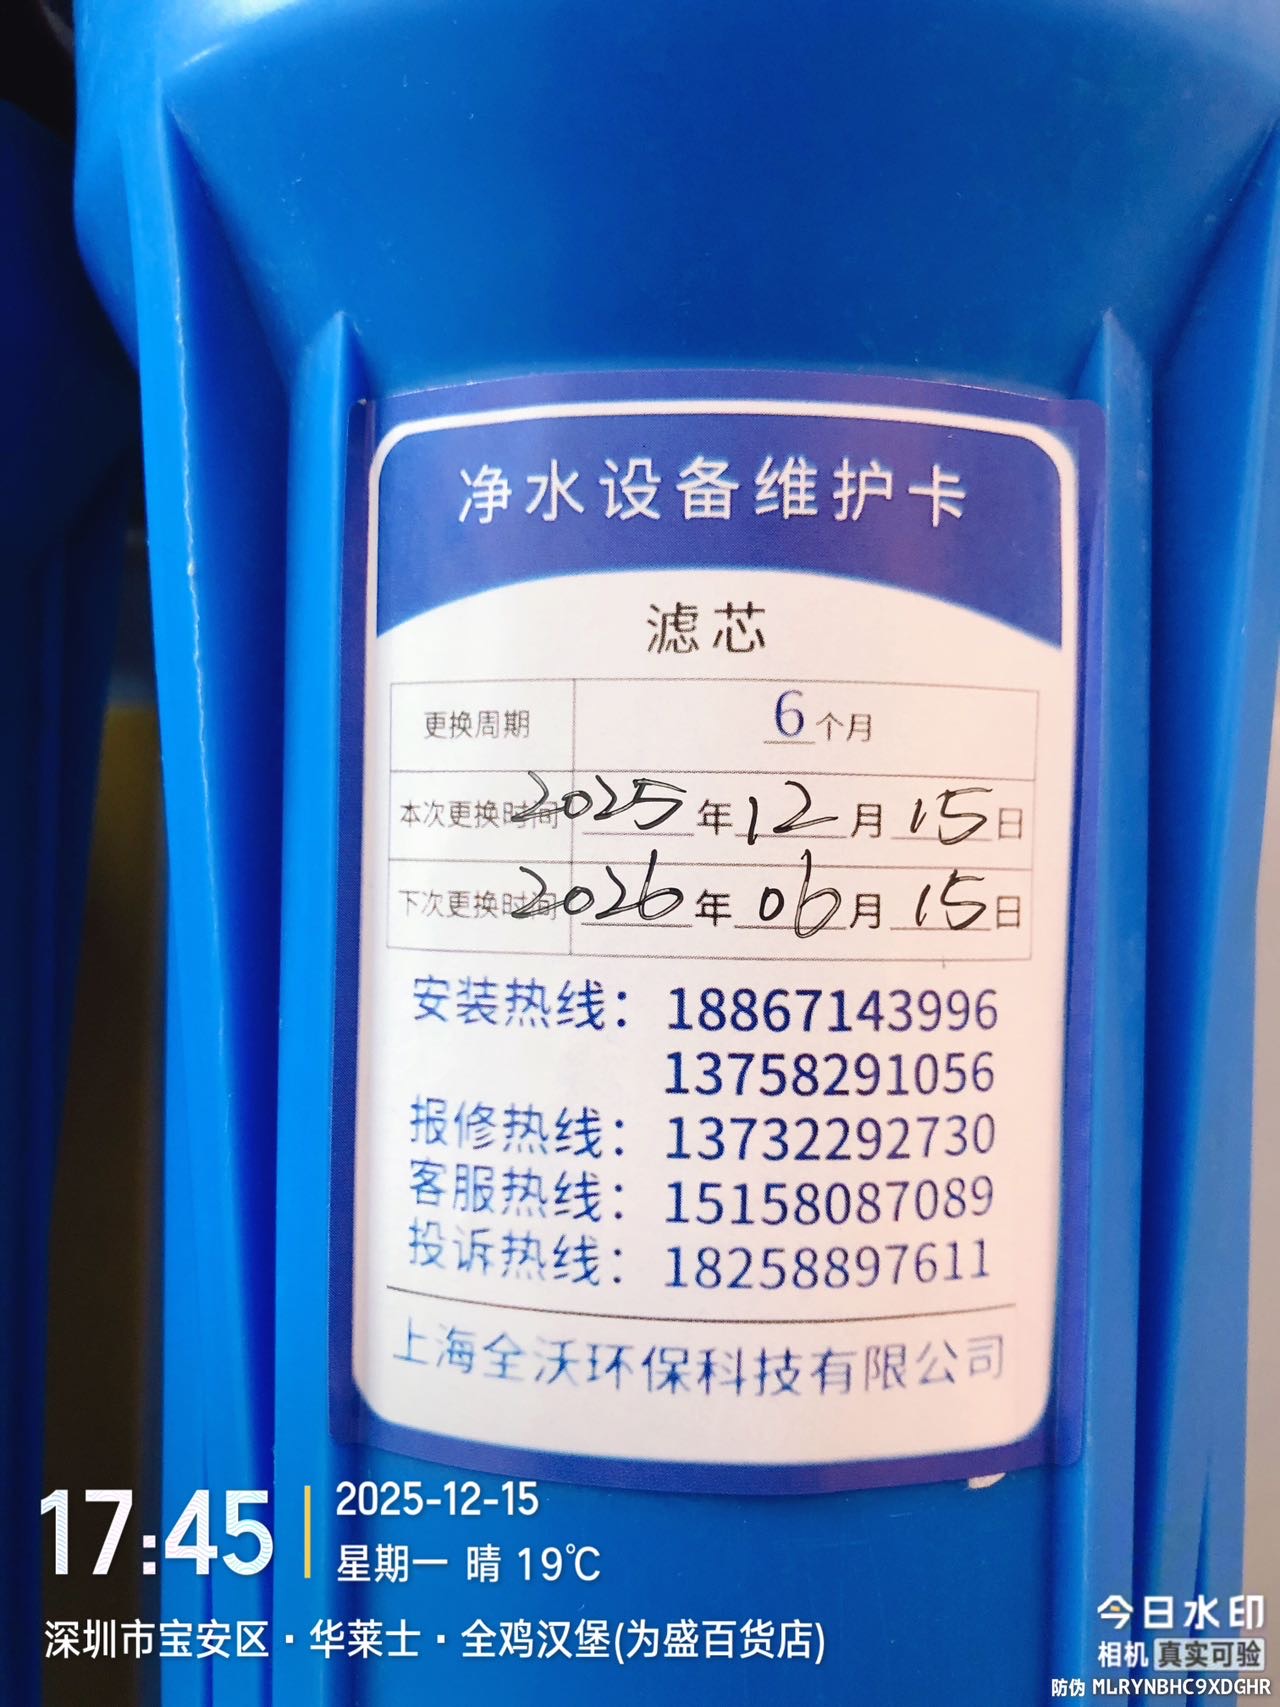 净水设备维护卡
滤芯
更换周期 6个月
本次更换时间 2025年12月15日
下次更换时间 2026年06月15日
安装热线：18867143996
13758291056
报修热线：13732292730
客服热线：15158087089
投诉热线：18258897611
上海全沃环保科技有限公司
17:45
2025-12-15
星期一 晴 19℃
深圳市宝安区·华莱士·全鸡汉堡(为盛百货店)
今日水印
相机 真实可验
防伪 MLRYNBHC9XDGHR